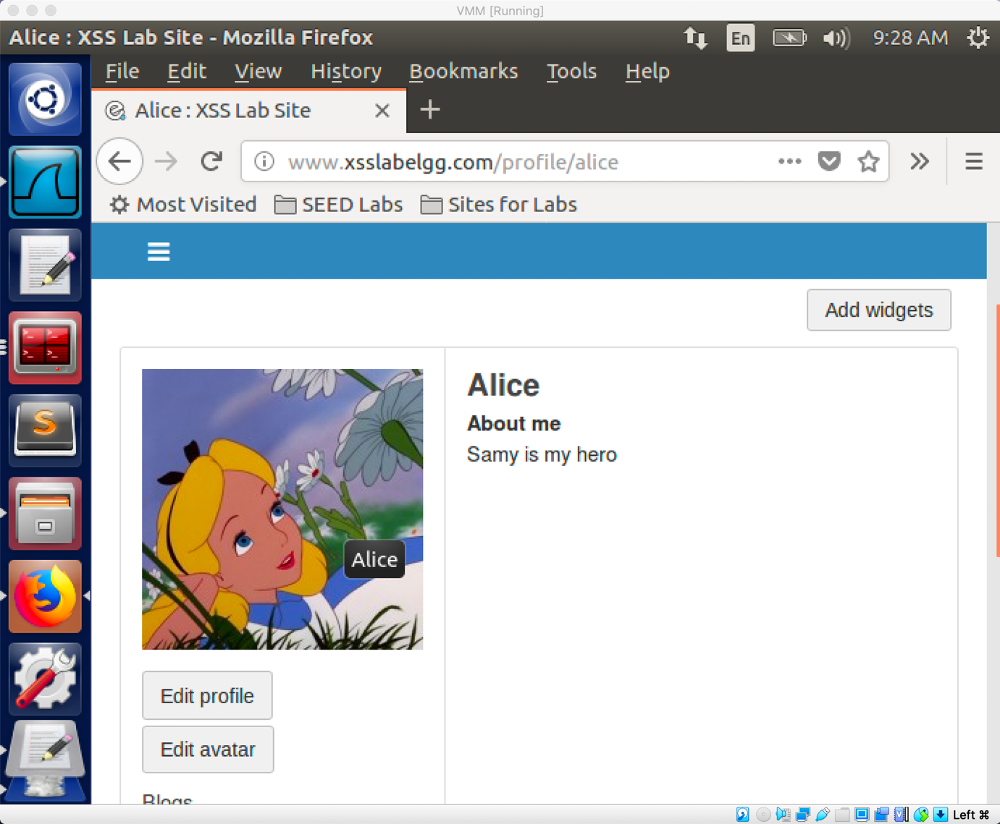 VMM [Running]
Alice : XSS Lab Site - Mozilla Firefox
En
9:28 AM
File Edit View History Bookmarks Tools Help
Alice : XSS Lab Site
www.xsslabelgg.com/profile/alice
Most Visited SEED Labs Sites for Labs
Add widgets
Alice
About me
Samy is my hero
Alice
Edit profile
Edit avatar
Blogs
Left ⌘